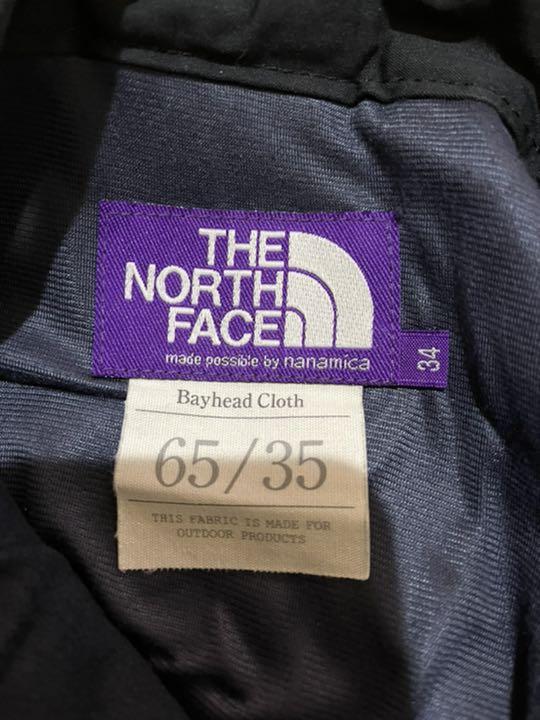 THE
NORTH
FACE
made possible by nanamica
34
Bayhead Cloth
65/35
THIS FABRIC IS MADE FOR
OUTDOOR PRODUCTS